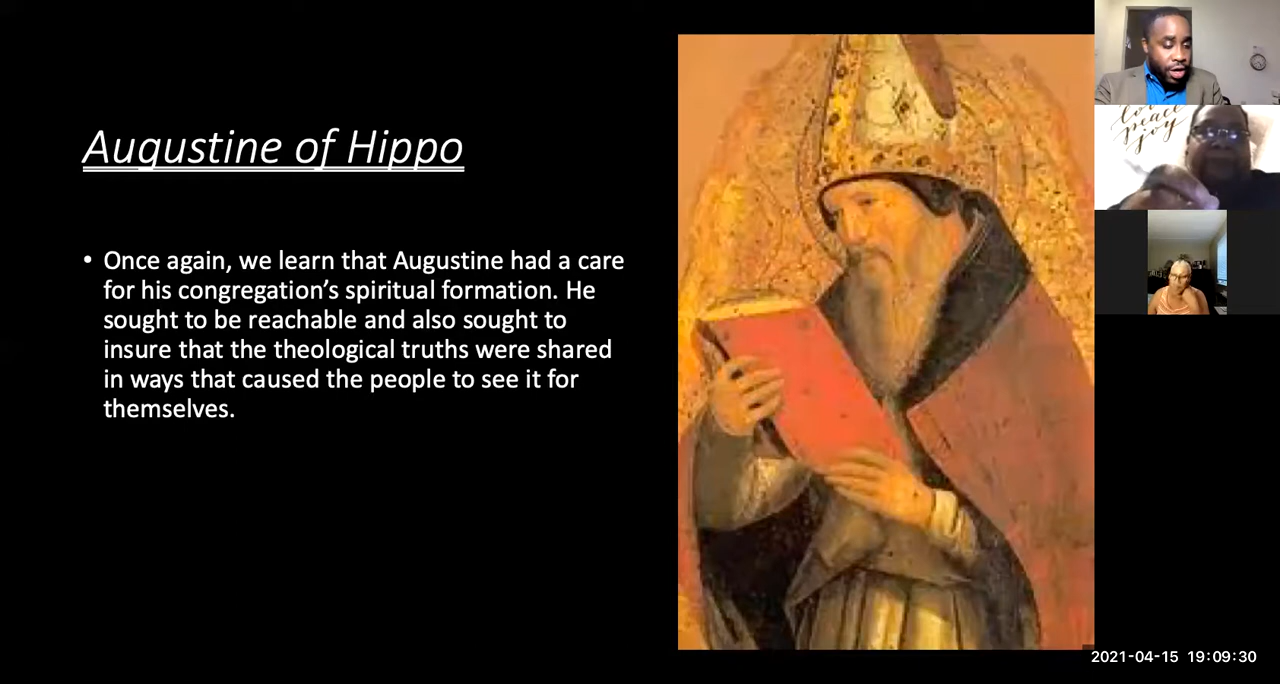 Augustine of Hippo
• Once again, we learn that Augustine had a care
for his congregation’s spiritual formation. He
sought to be reachable and also sought to
insure that the theological truths were shared
in ways that caused the people to see it for
themselves.
peace
joy
2021-04-15 19:09:30